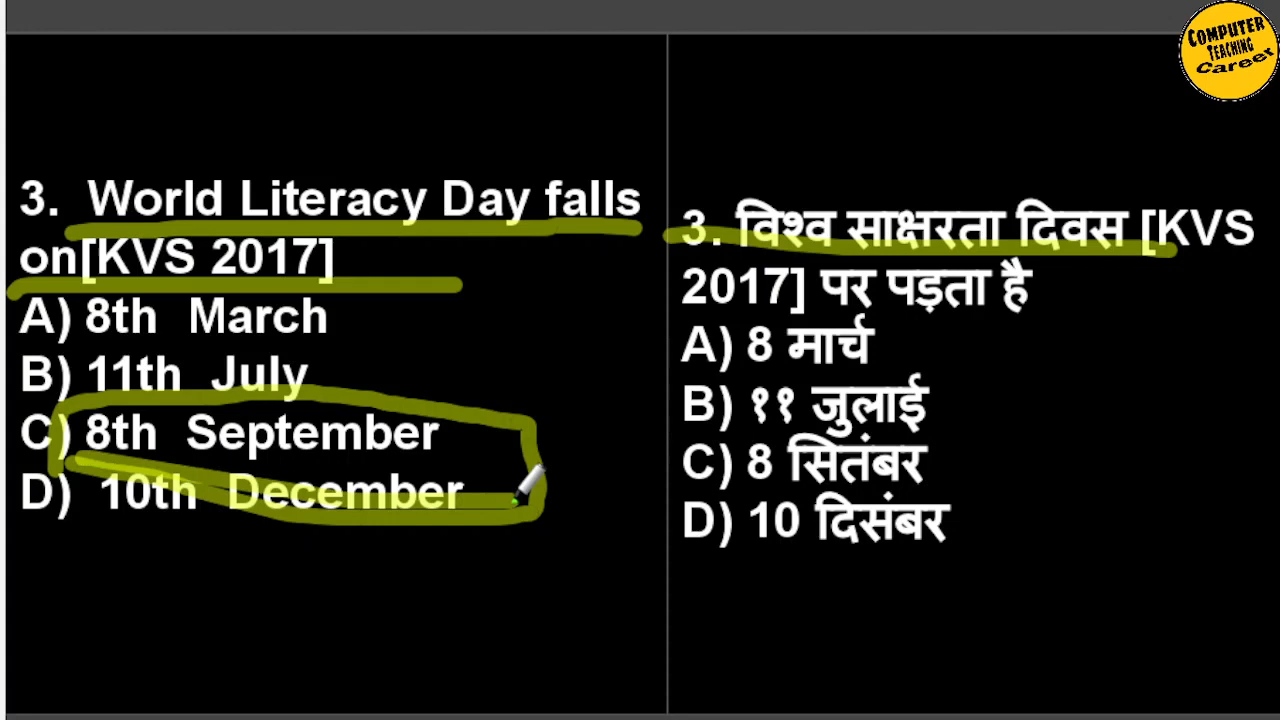 COMPUTER
TEACHING
Career
3. World Literacy Day falls
on[KVS 2017]
A) 8th March
B) 11th July
C) 8th September
D) 10th December
3. विश्व साक्षरता दिवस [KVS
2017] पर पड़ता है
A) 8 मार्च
B) ११ जुलाई
C) 8 सितंबर
D) 10 दिसंबर